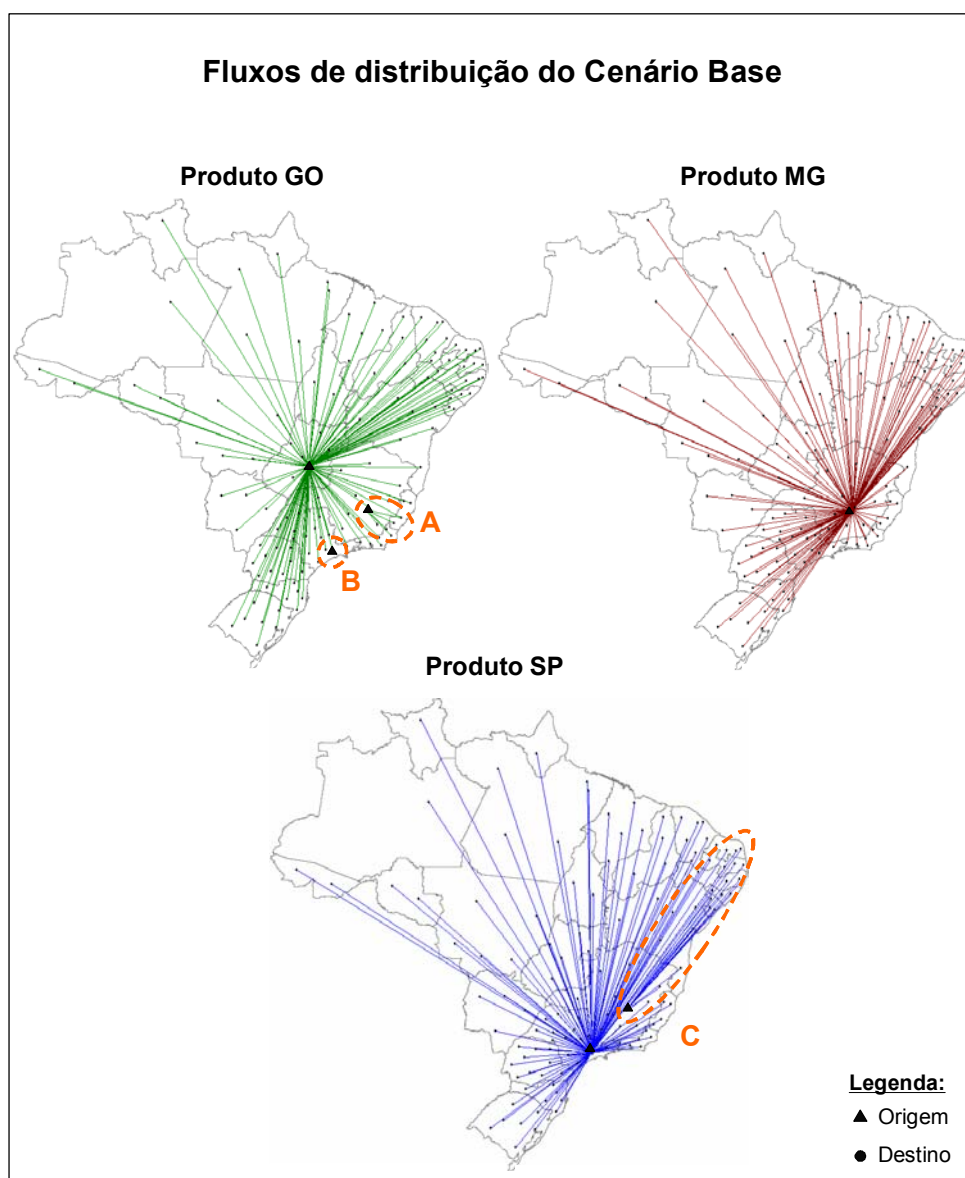 Fluxos de distribuição do Cenário Base
Produto GO
Produto MG
A
B
Produto SP
C
Legenda:
Origem
Destino